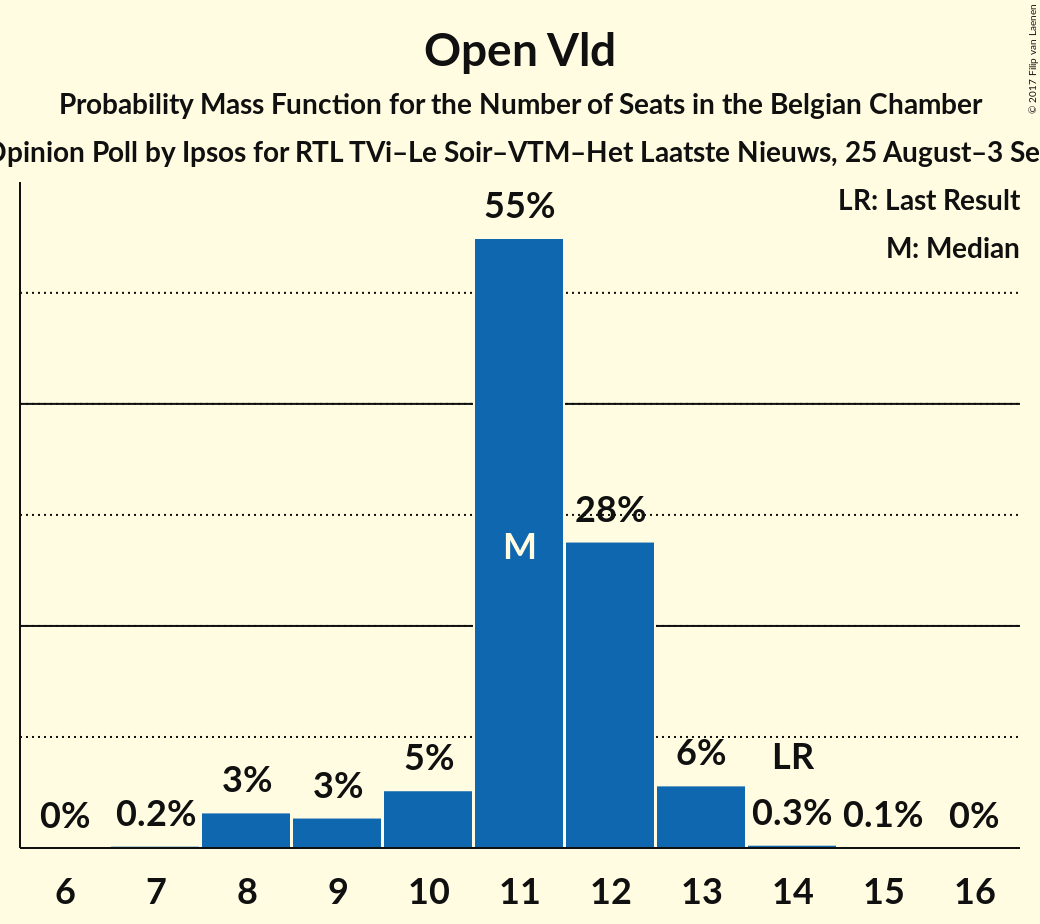 Open Vld
Probability Mass Function for the Number of Seats in the Belgian Chamber
Opinion Poll by Ipsos for RTL TVi–Le Soir–VTM–Het Laatste Nieuws, 25 August–3 Se
© 2017 Filip van Laenen
LR: Last Result
M: Median
55%
28%
M
6%
LR
5%
3%
3%
0%
0.2%
0.3%
0.1%
0%
6 7 8 9 10 11 12 13 14 15 16